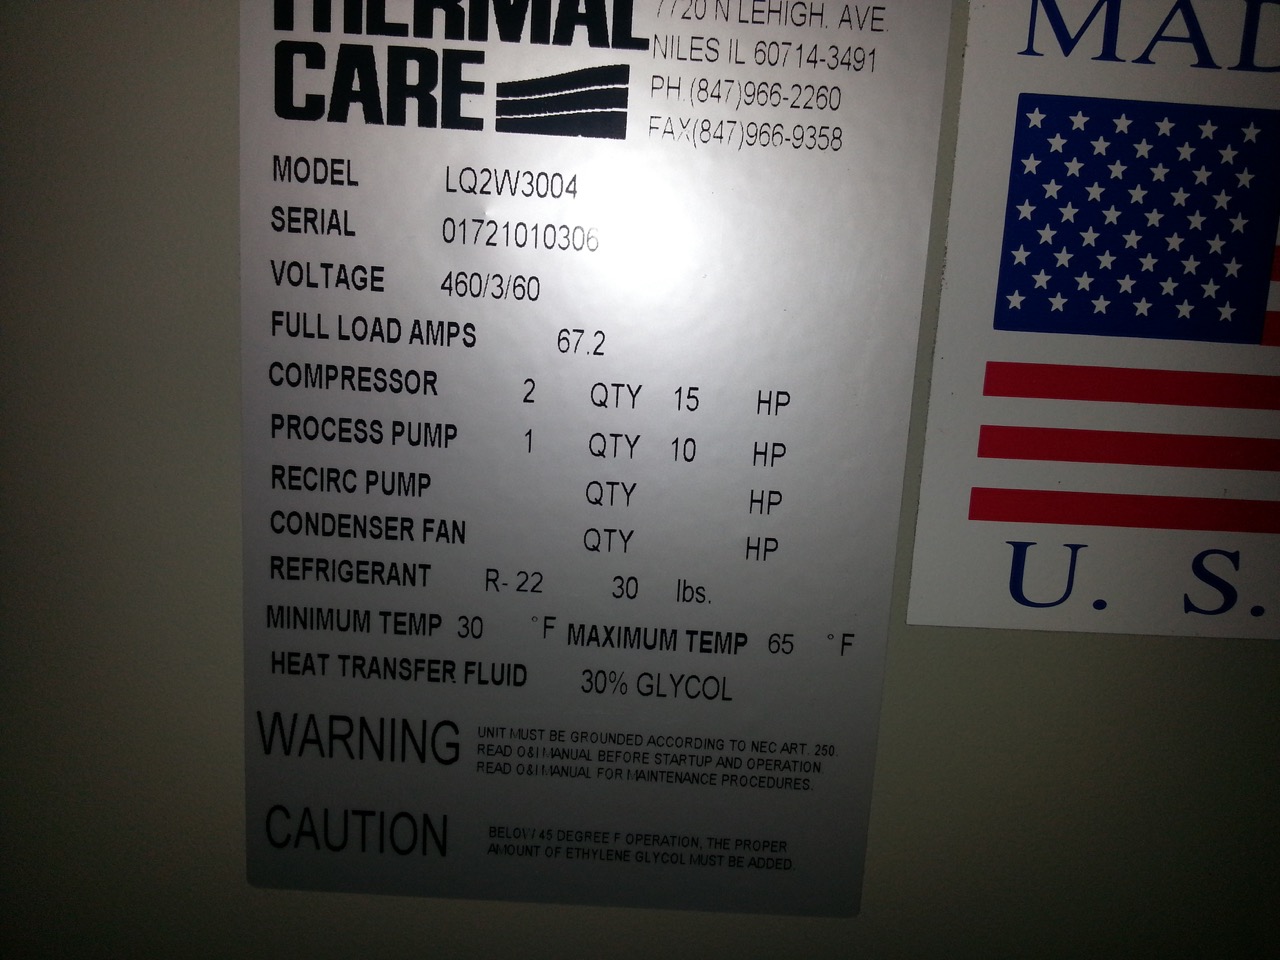 THERMAL
CARE
7720 N LEHIGH. AVE.
NILES IL 60714-3491
PH.(847)966-2260
FAX(847)966-9358
MODEL LQ2W3004
SERIAL 01721010306
VOLTAGE 460/3/60
FULL LOAD AMPS 67.2
COMPRESSOR 2 QTY 15 HP
PROCESS PUMP 1 QTY 10 HP
RECIRC PUMP QTY HP
CONDENSER FAN QTY HP
REFRIGERANT R-22 30 lbs.
MINIMUM TEMP 30 °F MAXIMUM TEMP 65 °F
HEAT TRANSFER FLUID 30% GLYCOL
WARNING
UNIT MUST BE GROUNDED ACCORDING TO NEC ART. 250.
READ O&I MANUAL BEFORE STARTUP AND OPERATION
READ O&I MANUAL FOR MAINTENANCE PROCEDURES.
CAUTION
BELOW 45 DEGREE F OPERATION, THE PROPER
AMOUNT OF ETHYLENE GLYCOL MUST BE ADDED.
MAD
U. S.